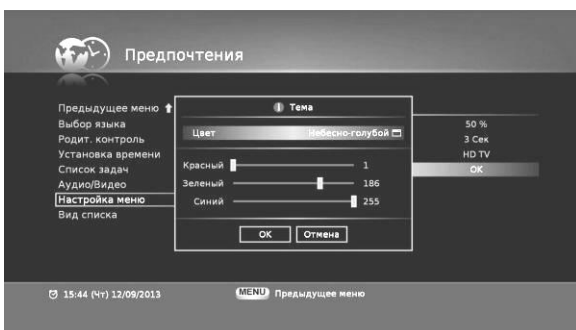 Предпочтения
Предыдущее меню
Выбор языка
Родит. контроль
Установка времени
Список задач
Аудио/Видео
Настройка меню
Вид списка
Тема
Цвет Небесно-голубой
Красный 1
Зеленый 186
Синий 255
OK Отмена
50 %
3 Сек
HD TV
OK
15:44 (Чт) 12/09/2013 MENU Предыдущее меню